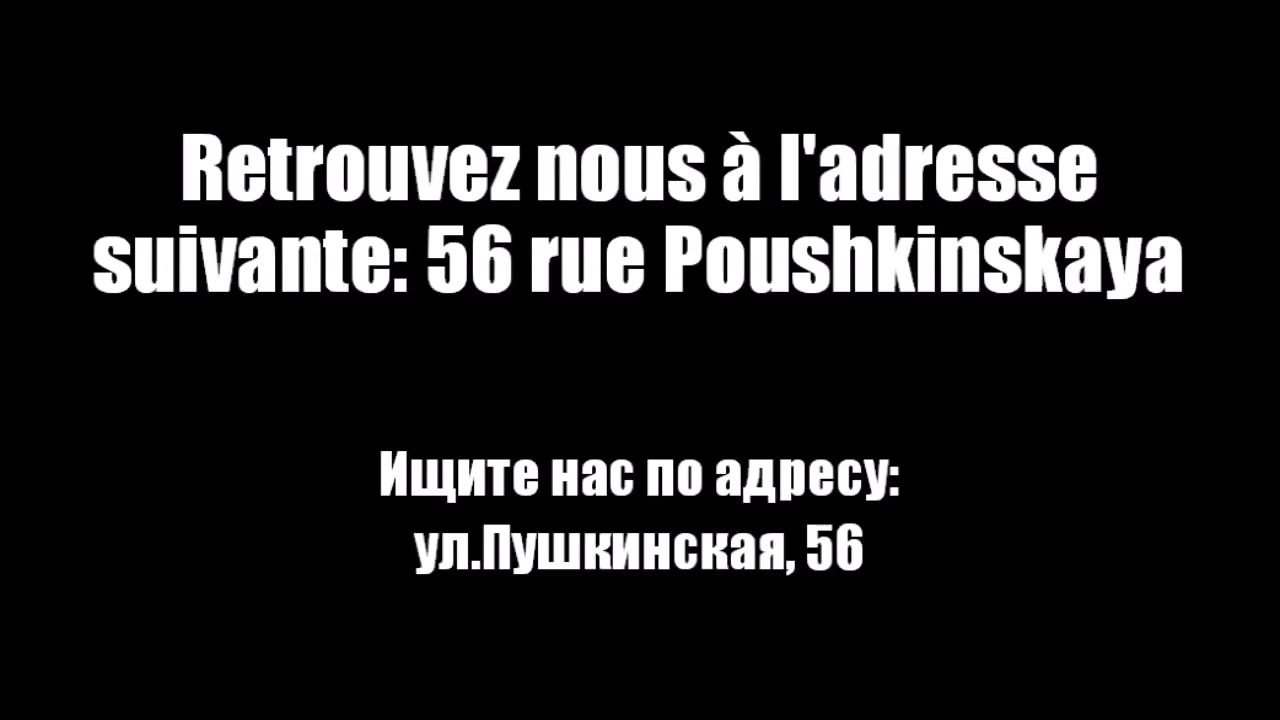 Retrouvez nous à l'adresse
suivante: 56 rue Poushkinskaya
Ищите нас по адресу:
ул.Пушкинская, 56